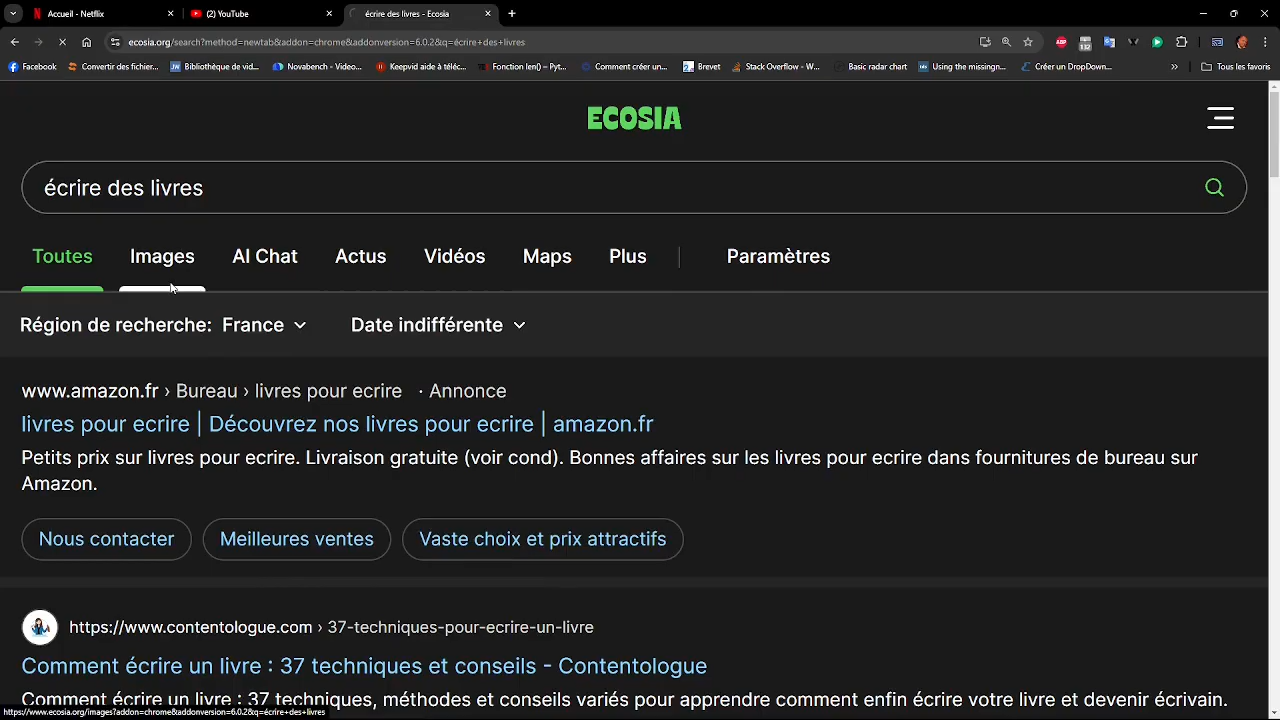 Accueil - Netflix
(2) YouTube
écrire des livres - Ecosia
ecosia.org/search?method=newtab&addon=chrome&addonversion=6.0.2&q=écrire+des+livres
Facebook
Convertir des fichier...
Bibliothèque de vid...
Novabench - Video...
Keepvid aide à téléc...
Fonction len() – Pyt...
Comment créer un...
Brevet
Stack Overflow - W...
Basic radar chart
Using the missingn...
Créer un DropDown...
Tous les favoris
ECOSIA
écrire des livres
Toutes Images AI Chat Actus Vidéos Maps Plus Paramètres
Région de recherche: France Date indifférente
www.amazon.fr › Bureau › livres pour ecrire · Annonce
livres pour ecrire | Découvrez nos livres pour ecrire | amazon.fr
Petits prix sur livres pour ecrire. Livraison gratuite (voir cond). Bonnes affaires sur les livres pour ecrire dans fournitures de bureau sur
Amazon.
Nous contacter Meilleures ventes Vaste choix et prix attractifs
https://www.contentologue.com › 37-techniques-pour-ecrire-un-livre
Comment écrire un livre : 37 techniques et conseils - Contentologue
Comment écrire un livre : 37 techniques, méthodes et conseils variés pour apprendre comment enfin écrire votre livre et devenir écrivain.
https://www.ecosia.org/images?addon=chrome&addonversion=6.0.2&q=écrire+des+livres